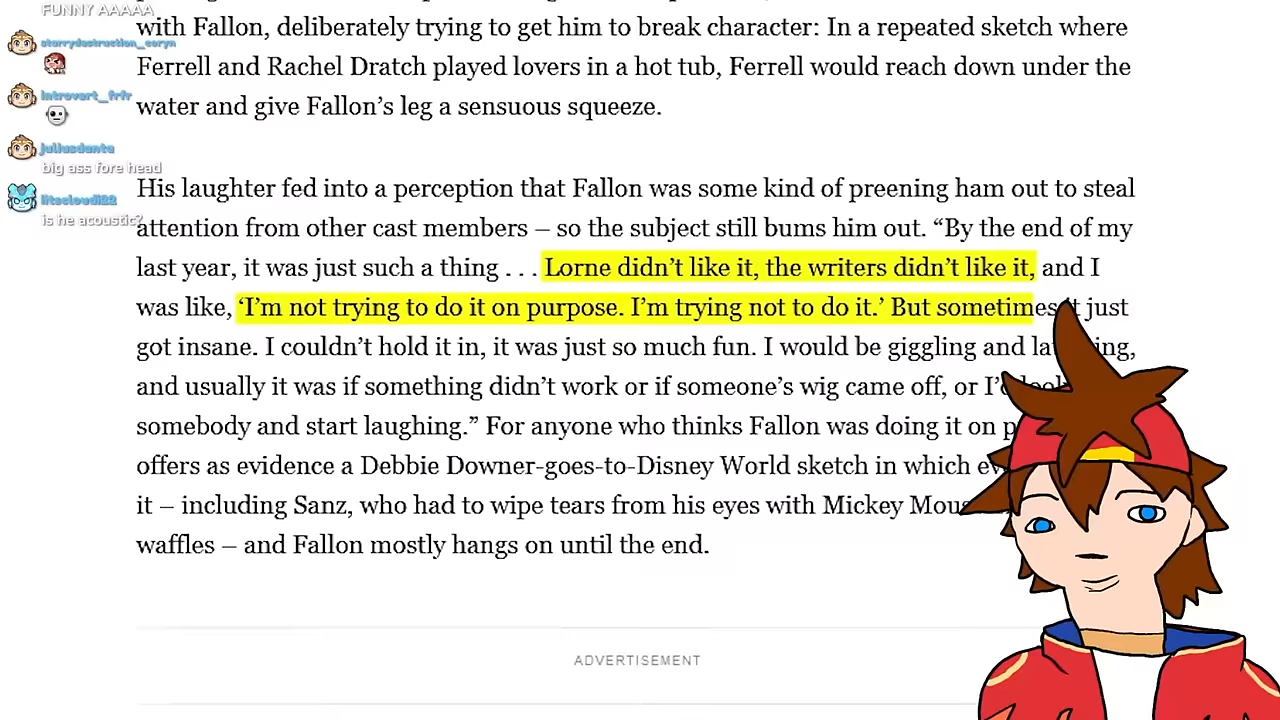 FUNNY AAAAA
starrydestruction_coryn
introvert_frfr
juliusdanta
big ass fore head
litscloudi22
is he acoustic?
with Fallon, deliberately trying to get him to break character: In a repeated sketch where
Ferrell and Rachel Dratch played lovers in a hot tub, Ferrell would reach down under the
water and give Fallon’s leg a sensuous squeeze.
His laughter fed into a perception that Fallon was some kind of preening ham out to steal
attention from other cast members – so the subject still bums him out. “By the end of my
last year, it was just such a thing . . . Lorne didn’t like it, the writers didn’t like it, and I
was like, ‘I’m not trying to do it on purpose. I’m trying not to do it.’ But sometimes it just
got insane. I couldn’t hold it in, it was just so much fun. I would be giggling and laughing,
and usually it was if something didn’t work or if someone’s wig came off, or I’d look
somebody and start laughing.” For anyone who thinks Fallon was doing it on
offers as evidence a Debbie Downer-goes-to-Disney World sketch in which
it – including Sanz, who had to wipe tears from his eyes with Mickey
waffles – and Fallon mostly hangs on until the end.
ADVERTISEMENT